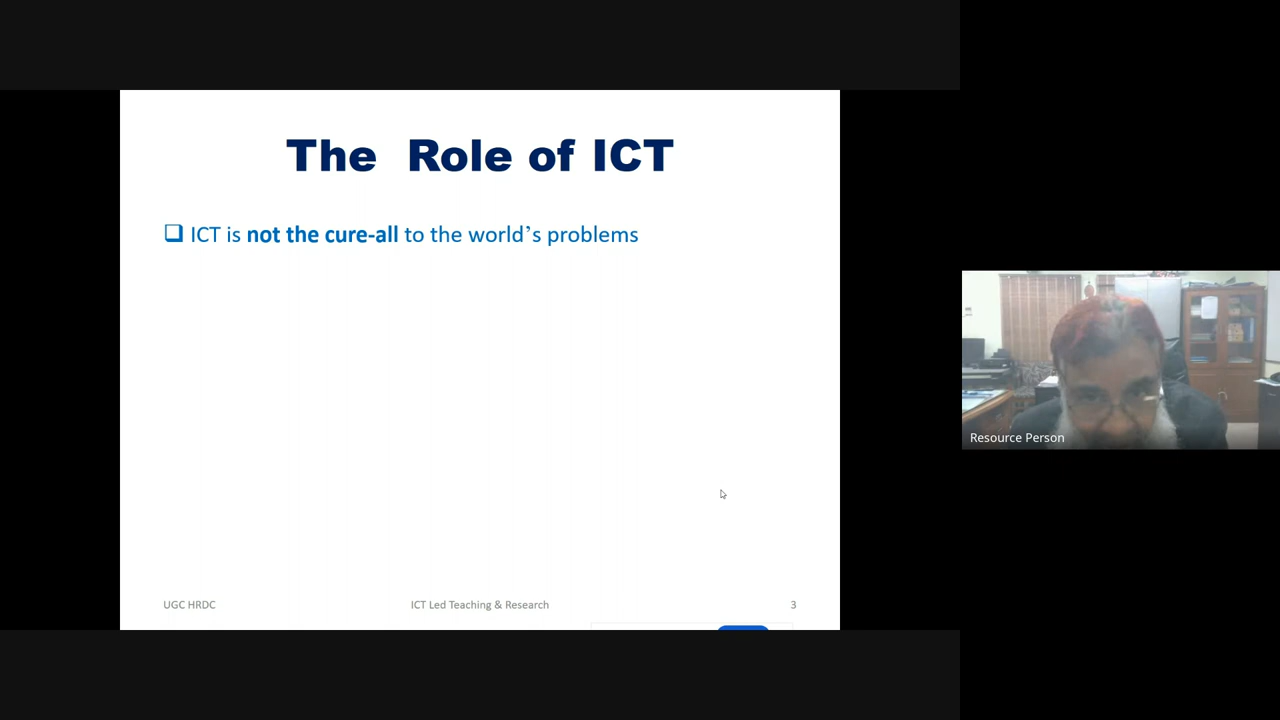 The Role of ICT
❑ ICT is not the cure-all to the world's problems
Resource Person
UGC HRDC
ICT Led Teaching & Research
3